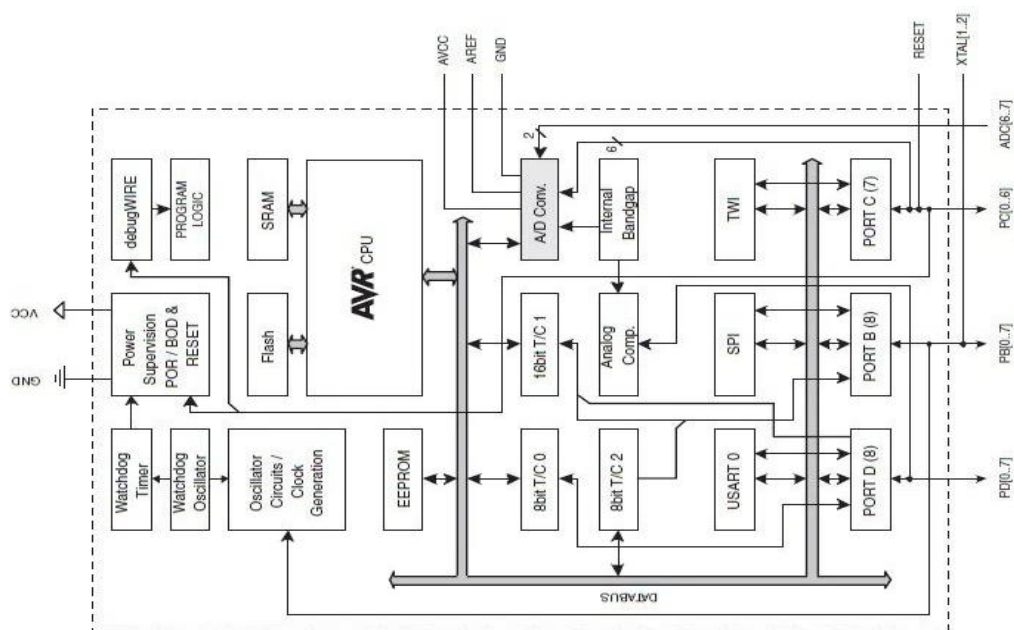 GND
VCC
Watchdog
Timer
Power
Supervision
POR / BOD &
RESET
debugWIRE
Watchdog
Oscillator
PROGRAM
LOGIC
Oscillator
Circuits /
Clock
Generation
Flash
SRAM
AVR CPU
EEPROM
AVCC
AREF
GND
8bit T/C 0
16bit T/C 1
A/D Conv.
2
8bit T/C 2
Analog
Comp.
Internal
Bandgap
6
DATABUS
USART 0
SPI
TWI
PORT D (8)
PORT B (8)
PORT C (7)
RESET
XTAL[1..2]
PD[0..7]
PB[0..7]
PC[0..6]
ADC[6..7]